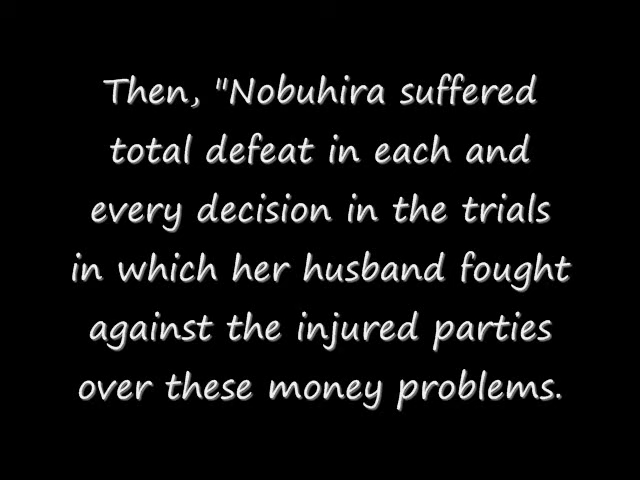 Then, "Nobuhira suffered
total defeat in each and
every decision in the trials
in which her husband fought
against the injured parties
over these money problems.